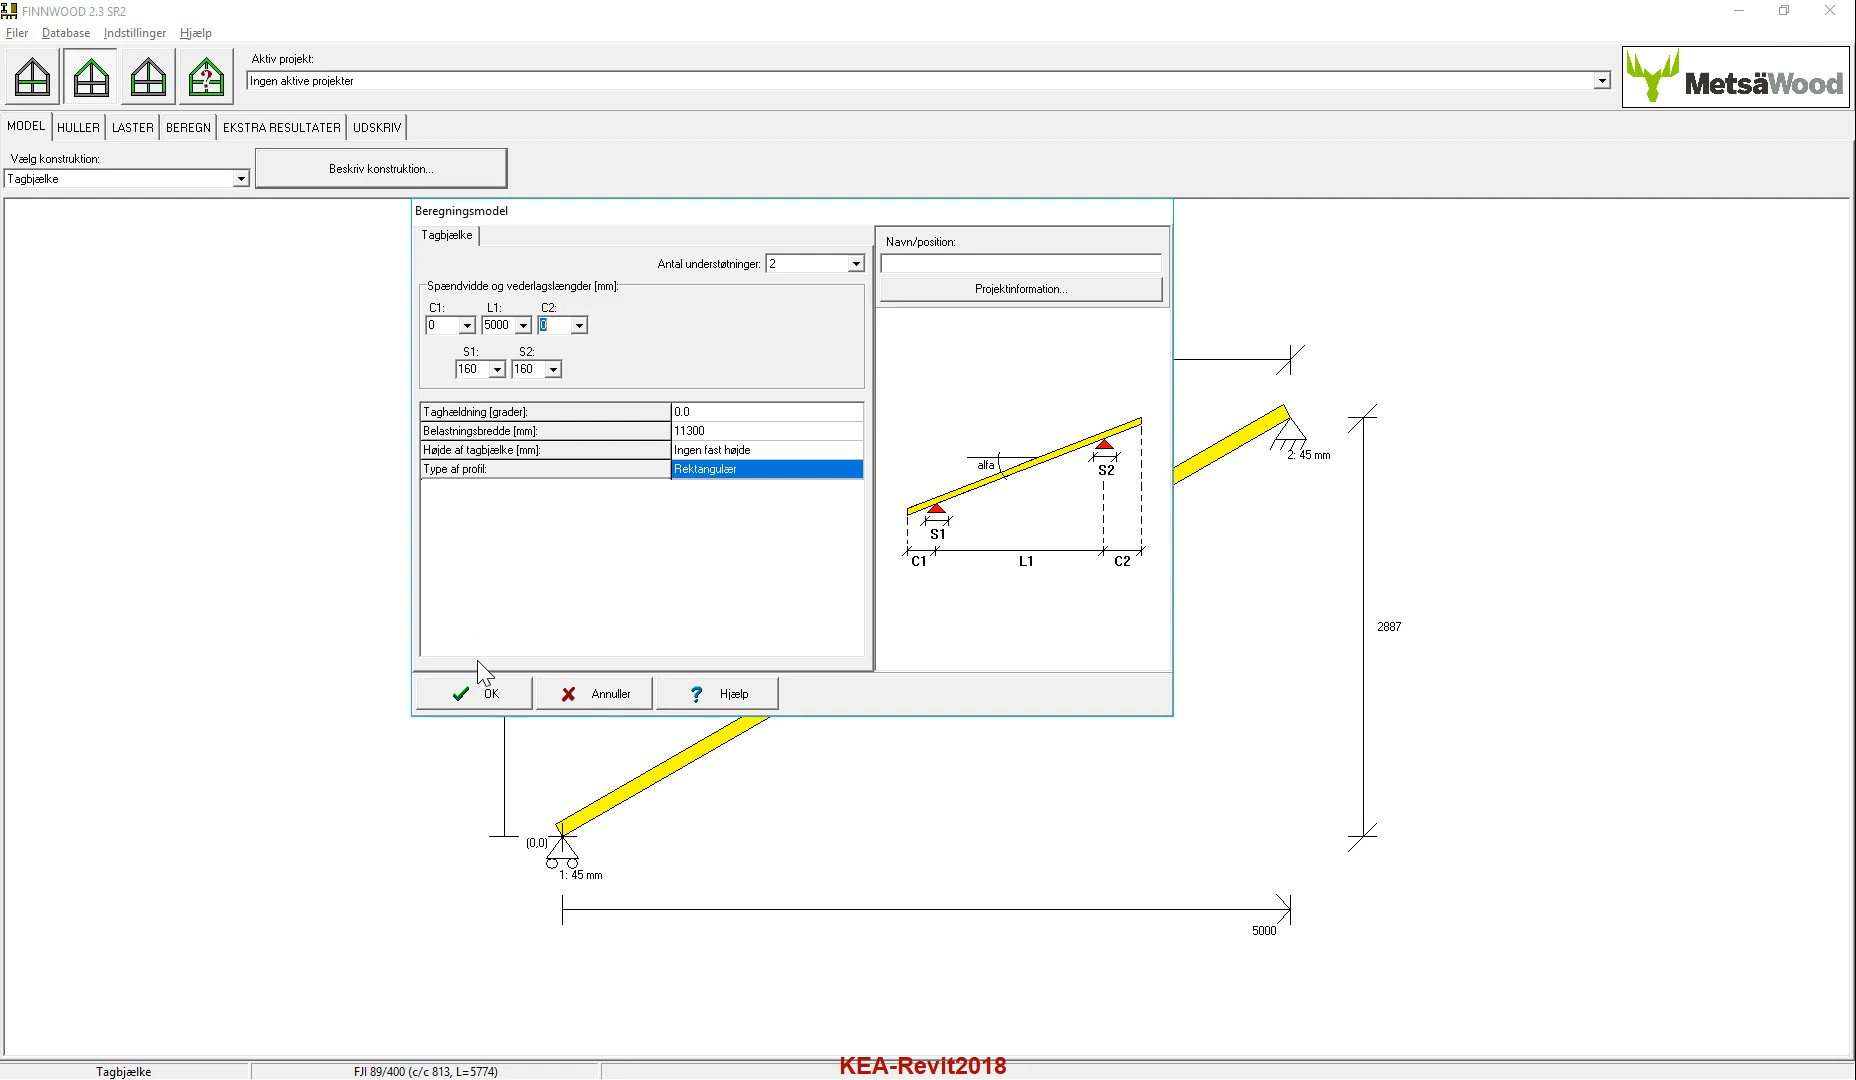 FINNWOOD 2.3 SR2
Filer Database Indstillinger Hjælp
Aktiv projekt:
Ingen aktive projekter
MetsäWood
MODEL HULLER LASTER BEREGN EKSTRA RESULTATER UDSKRIV
Vælg konstruktion:
Tagbjælke
Beskriv konstruktion...
Beregningsmodel
Tagbjælke
Antal understøtninger: 2
Spændvidde og vederlagslængder [mm]:
C1: L1: C2:
0 5000 0
S1: S2:
160 160
Taghældning [grader]: 0.0
Belastningsbredde [mm]: 11300
Højde af tagbjælke [mm]: Ingen fast højde
Type af profil: Rektangulær
Navn/position:
Projektinformation...
alfa
S2
S1
C1 L1 C2
OK Annuller ? Hjælp
2: 45 mm
2887
(0,0)
1: 45 mm
5000
Tagbjælke FJI 89/400 (c/c 813, L=5774)
KEA-Revit2018